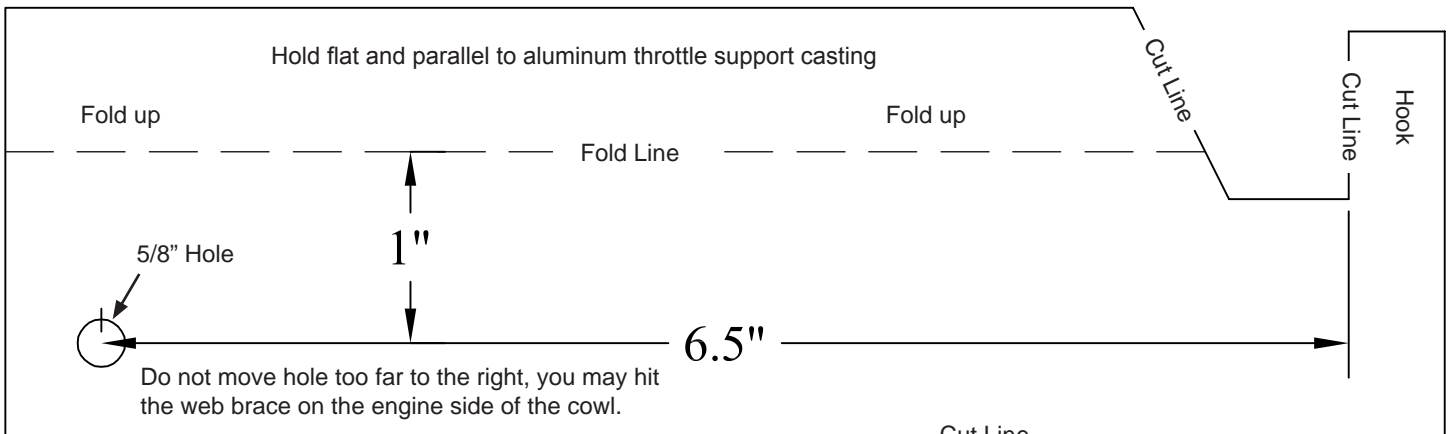 Hold flat and parallel to aluminum throttle support casting
Cut Line
Cut Line
Hook
Fold up
Fold up
Fold Line
1"
5/8” Hole
6.5"
Do not move hole too far to the right, you may hit
the web brace on the engine side of the cowl.
Cut Line